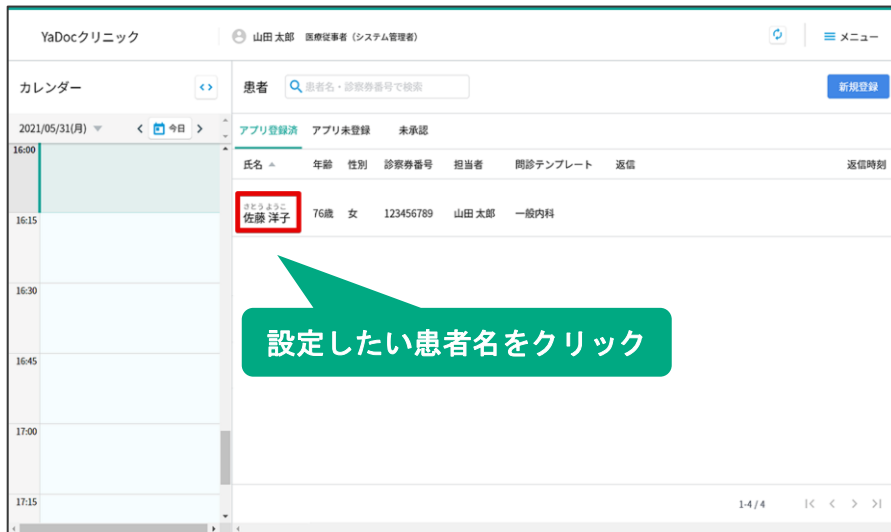 YaDocクリニック
山田 太郎 医療従事者（システム管理者）
メニュー
カレンダー
患者
患者名・診察券番号で検索
新規登録
2021/05/31(月)
今日
アプリ登録済 アプリ未登録 未承認
氏名 年齢 性別 診察券番号 担当者 問診テンプレート 返信 返信時刻
さとう ようこ
佐藤 洋子 76歳 女 123456789 山田 太郎 一般内科
16:00
16:15
16:30
16:45
17:00
17:15
設定したい患者名をクリック
1-4 / 4